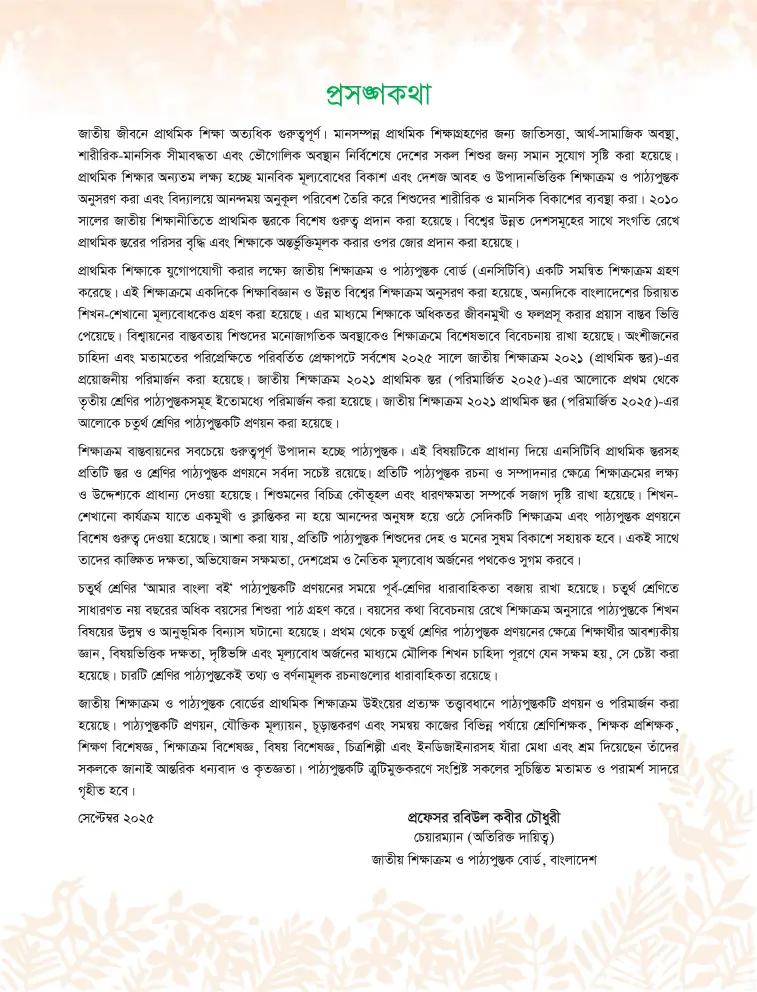 প্রসঙ্গকথা
জাতীয় জীবনে প্রাথমিক শিক্ষা অত্যধিক গুরুত্বপূর্ণ। মানসম্পন্ন প্রাথমিক শিক্ষাগ্রহণের জন্য জাতিসত্তা, আর্থ-সামাজিক অবস্থা,
শারীরিক-মানসিক সীমাবদ্ধতা এবং ভৌগোলিক অবস্থান নির্বিশেষে দেশের সকল শিশুর জন্য সমান সুযোগ সৃষ্টি করা হয়েছে।
প্রাথমিক শিক্ষার অন্যতম লক্ষ্য হচ্ছে মানবিক মূল্যবোধের বিকাশ এবং দেশজ আবহ ও উপাদানভিত্তিক শিক্ষাক্রম ও পাঠ্যপুস্তক
অনুসরণ করা এবং বিদ্যালয়ে আনন্দময় অনুকূল পরিবেশ তৈরি করে শিশুদের শারীরিক ও মানসিক বিকাশের ব্যবস্থা করা। ২০১০
সালের জাতীয় শিক্ষানীতিতে প্রাথমিক স্তরকে বিশেষ গুরুত্ব প্রদান করা হয়েছে। বিশ্বের উন্নত দেশসমূহের সাথে সংগতি রেখে
প্রাথমিক স্তরের পরিসর বৃদ্ধি এবং শিক্ষাকে অন্তর্ভুক্তিমূলক করার ওপর জোর প্রদান করা হয়েছে।
প্রাথমিক শিক্ষাকে যুগোপযোগী করার লক্ষ্যে জাতীয় শিক্ষাক্রম ও পাঠ্যপুস্তক বোর্ড (এনসিটিবি) একটি সমন্বিত শিক্ষাক্রম গ্রহণ
করেছে। এই শিক্ষাক্রমে একদিকে শিক্ষাবিজ্ঞান ও উন্নত বিশ্বের শিক্ষাক্রম অনুসরণ করা হয়েছে, অন্যদিকে বাংলাদেশের চিরায়ত
শিখন-শেখানো মূল্যবোধকেও গ্রহণ করা হয়েছে। এর মাধ্যমে শিক্ষাকে অধিকতর জীবনমুখী ও ফলপ্রসূ করার প্রয়াস বাস্তব ভিত্তি
পেয়েছে। বিশ্বায়নের বাস্তবতায় শিশুদের মনোজাগতিক অবস্থাকেও শিক্ষাক্রমে বিশেষভাবে বিবেচনায় রাখা হয়েছে। অংশীজনের
চাহিদা এবং মতামতের পরিপ্রেক্ষিতে পরিবর্তিত প্রেক্ষাপটে সর্বশেষ ২০২৫ সালে জাতীয় শিক্ষাক্রম ২০২১ (প্রাথমিক স্তর)-এর
প্রয়োজনীয় পরিমার্জন করা হয়েছে। জাতীয় শিক্ষাক্রম ২০২১ প্রাথমিক স্তর (পরিমার্জিত ২০২৫)-এর আলোকে প্রথম থেকে
তৃতীয় শ্রেণির পাঠ্যপুস্তকসমূহ ইতোমধ্যে পরিমার্জন করা হয়েছে। জাতীয় শিক্ষাক্রম ২০২১ প্রাথমিক স্তর (পরিমার্জিত ২০২৫)-এর
আলোকে চতুর্থ শ্রেণির পাঠ্যপুস্তকটি প্রণয়ন করা হয়েছে।
শিক্ষাক্রম বাস্তবায়নের সবচেয়ে গুরুত্বপূর্ণ উপাদান হচ্ছে পাঠ্যপুস্তক। এই বিষয়টিকে প্রাধান্য দিয়ে এনসিটিবি প্রাথমিক স্তরসহ
প্রতিটি স্তর ও শ্রেণির পাঠ্যপুস্তক প্রণয়নে সর্বদা সচেষ্ট রয়েছে। প্রতিটি পাঠ্যপুস্তক রচনা ও সম্পাদনার ক্ষেত্রে শিক্ষাক্রমের লক্ষ্য
ও উদ্দেশ্যকে প্রাধান্য দেওয়া হয়েছে। শিশুমনের বিচিত্র কৌতূহল এবং ধারণক্ষমতা সম্পর্কে সজাগ দৃষ্টি রাখা হয়েছে। শিখন-
শেখানো কার্যক্রম যাতে একমুখী ও ক্লান্তিকর না হয়ে আনন্দের অনুষঙ্গ হয়ে ওঠে সেদিকটি শিক্ষাক্রম এবং পাঠ্যপুস্তক প্রণয়নে
বিশেষ গুরুত্ব দেওয়া হয়েছে। আশা করা যায়, প্রতিটি পাঠ্যপুস্তক শিশুদের দেহ ও মনের সুষম বিকাশে সহায়ক হবে। একই সাথে
তাদের কাঙ্ক্ষিত দক্ষতা, অভিযোজন সক্ষমতা, দেশপ্রেম ও নৈতিক মূল্যবোধ অর্জনের পথকেও সুগম করবে।
চতুর্থ শ্রেণির 'আমার বাংলা বই' পাঠ্যপুস্তকটি প্রণয়নের সময়ে পূর্ব-শ্রেণির ধারাবাহিকতা বজায় রাখা হয়েছে। চতুর্থ শ্রেণিতে
সাধারণত নয় বছরের অধিক বয়সের শিশুরা পাঠ গ্রহণ করে। বয়সের কথা বিবেচনায় রেখে শিক্ষাক্রম অনুসারে পাঠ্যপুস্তকে শিখন
বিষয়ের উল্লম্ব ও আনুভূমিক বিন্যাস ঘটানো হয়েছে। প্রথম থেকে চতুর্থ শ্রেণির পাঠ্যপুস্তক প্রণয়নের ক্ষেত্রে শিক্ষার্থীর আবশ্যকীয়
জ্ঞান, বিষয়ভিত্তিক দক্ষতা, দৃষ্টিভঙ্গি এবং মূল্যবোধ অর্জনের মাধ্যমে মৌলিক শিখন চাহিদা পূরণে যেন সক্ষম হয়, সে চেষ্টা করা
হয়েছে। চারটি শ্রেণির পাঠ্যপুস্তকেই তথ্য ও বর্ণনামূলক রচনাগুলোর ধারাবাহিকতা রয়েছে।
জাতীয় শিক্ষাক্রম ও পাঠ্যপুস্তক বোর্ডের প্রাথমিক শিক্ষাক্রম উইংয়ের প্রত্যক্ষ তত্ত্বাবধানে পাঠ্যপুস্তকটি প্রণয়ন ও পরিমার্জন করা
হয়েছে। পাঠ্যপুস্তকটি প্রণয়ন, যৌক্তিক মূল্যায়ন, চূড়ান্তকরণ এবং সমন্বয় কাজের বিভিন্ন পর্যায়ে শ্রেণিশিক্ষক, শিক্ষক প্রশিক্ষক,
শিক্ষণ বিশেষজ্ঞ, শিক্ষাক্রম বিশেষজ্ঞ, বিষয় বিশেষজ্ঞ, চিত্রশিল্পী এবং ইনডিজাইনারসহ যাঁরা মেধা এবং শ্রম দিয়েছেন তাঁদের
সকলকে জানাই আন্তরিক ধন্যবাদ ও কৃতজ্ঞতা। পাঠ্যপুস্তকটি ত্রুটিমুক্তকরণে সংশ্লিষ্ট সকলের সুচিন্তিত মতামত ও পরামর্শ সাদরে
গৃহীত হবে।
সেপ্টেম্বর ২০২৫
প্রফেসর রবিউল কবীর চৌধুরী
চেয়ারম্যান (অতিরিক্ত দায়িত্ব)
জাতীয় শিক্ষাক্রম ও পাঠ্যপুস্তক বোর্ড, বাংলাদেশ